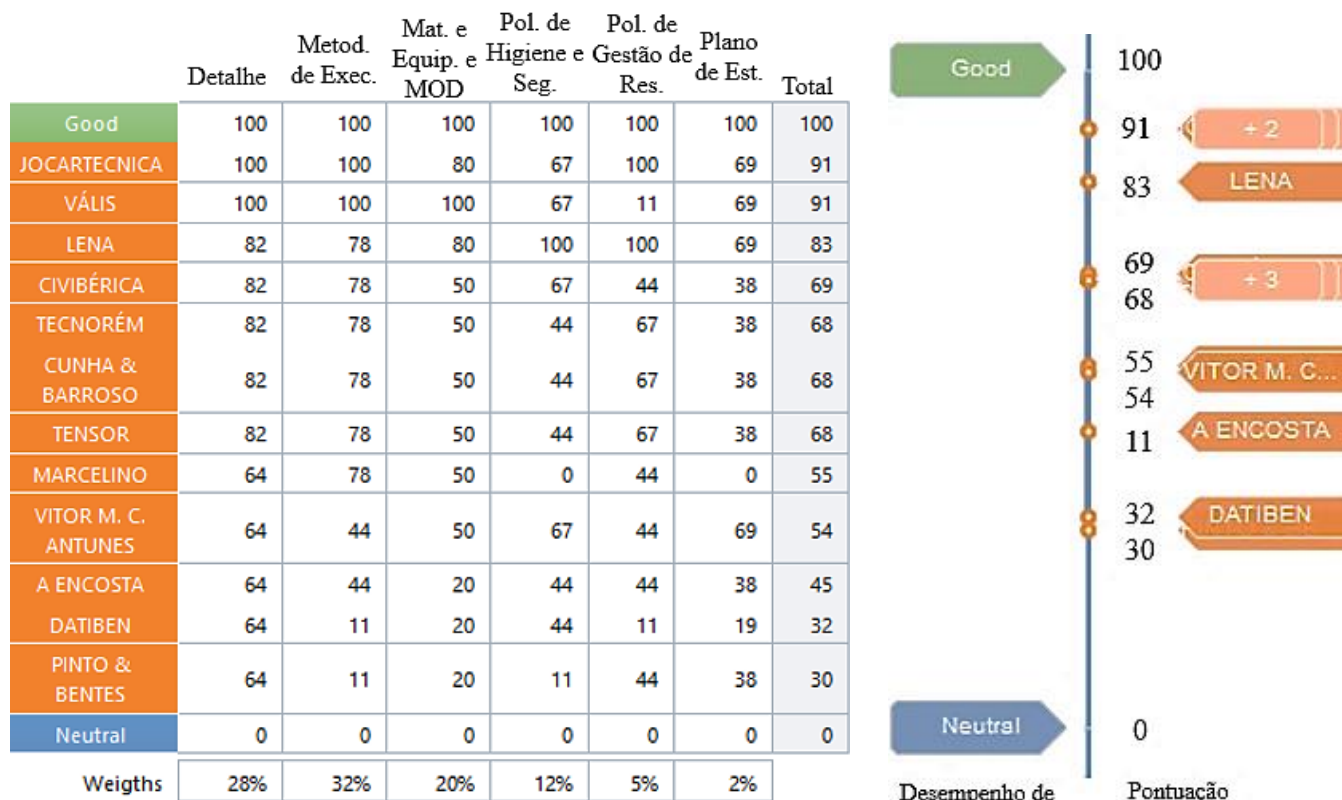 Detalhe
Metod.
de Exec.
Mat. e
Equip. e
MOD
Pol. de
Higiene e
Seg.
Pol. de
Gestão de
Res.
Plano
de Est.
Total
Good 100 100 100 100 100 100 100
JOCARTECNICA 100 100 80 67 100 69 91
VÁLIS 100 100 100 67 11 69 91
LENA 82 78 80 100 100 69 83
CIVIBÉRICA 82 78 50 67 44 38 69
TECNORÉM 82 78 50 44 67 38 68
CUNHA &
BARROSO 82 78 50 44 67 38 68
TENSOR 82 78 50 44 67 38 68
MARCELINO 64 78 50 0 44 0 55
VITOR M. C.
ANTUNES 64 44 50 67 44 69 54
A ENCOSTA 64 44 20 44 44 38 45
DATIBEN 64 11 20 44 11 19 32
PINTO &
BENTES 64 11 20 11 44 38 30
Neutral 0 0 0 0 0 0 0
Weigths 28% 32% 20% 12% 5% 2%
Good 100
91 + 2
83 LENA
69
+ 3
68
55
VITOR M. C...
54
11 A ENCOSTA
32 DATIBEN
30
Neutral 0
Desempenho de Pontuação